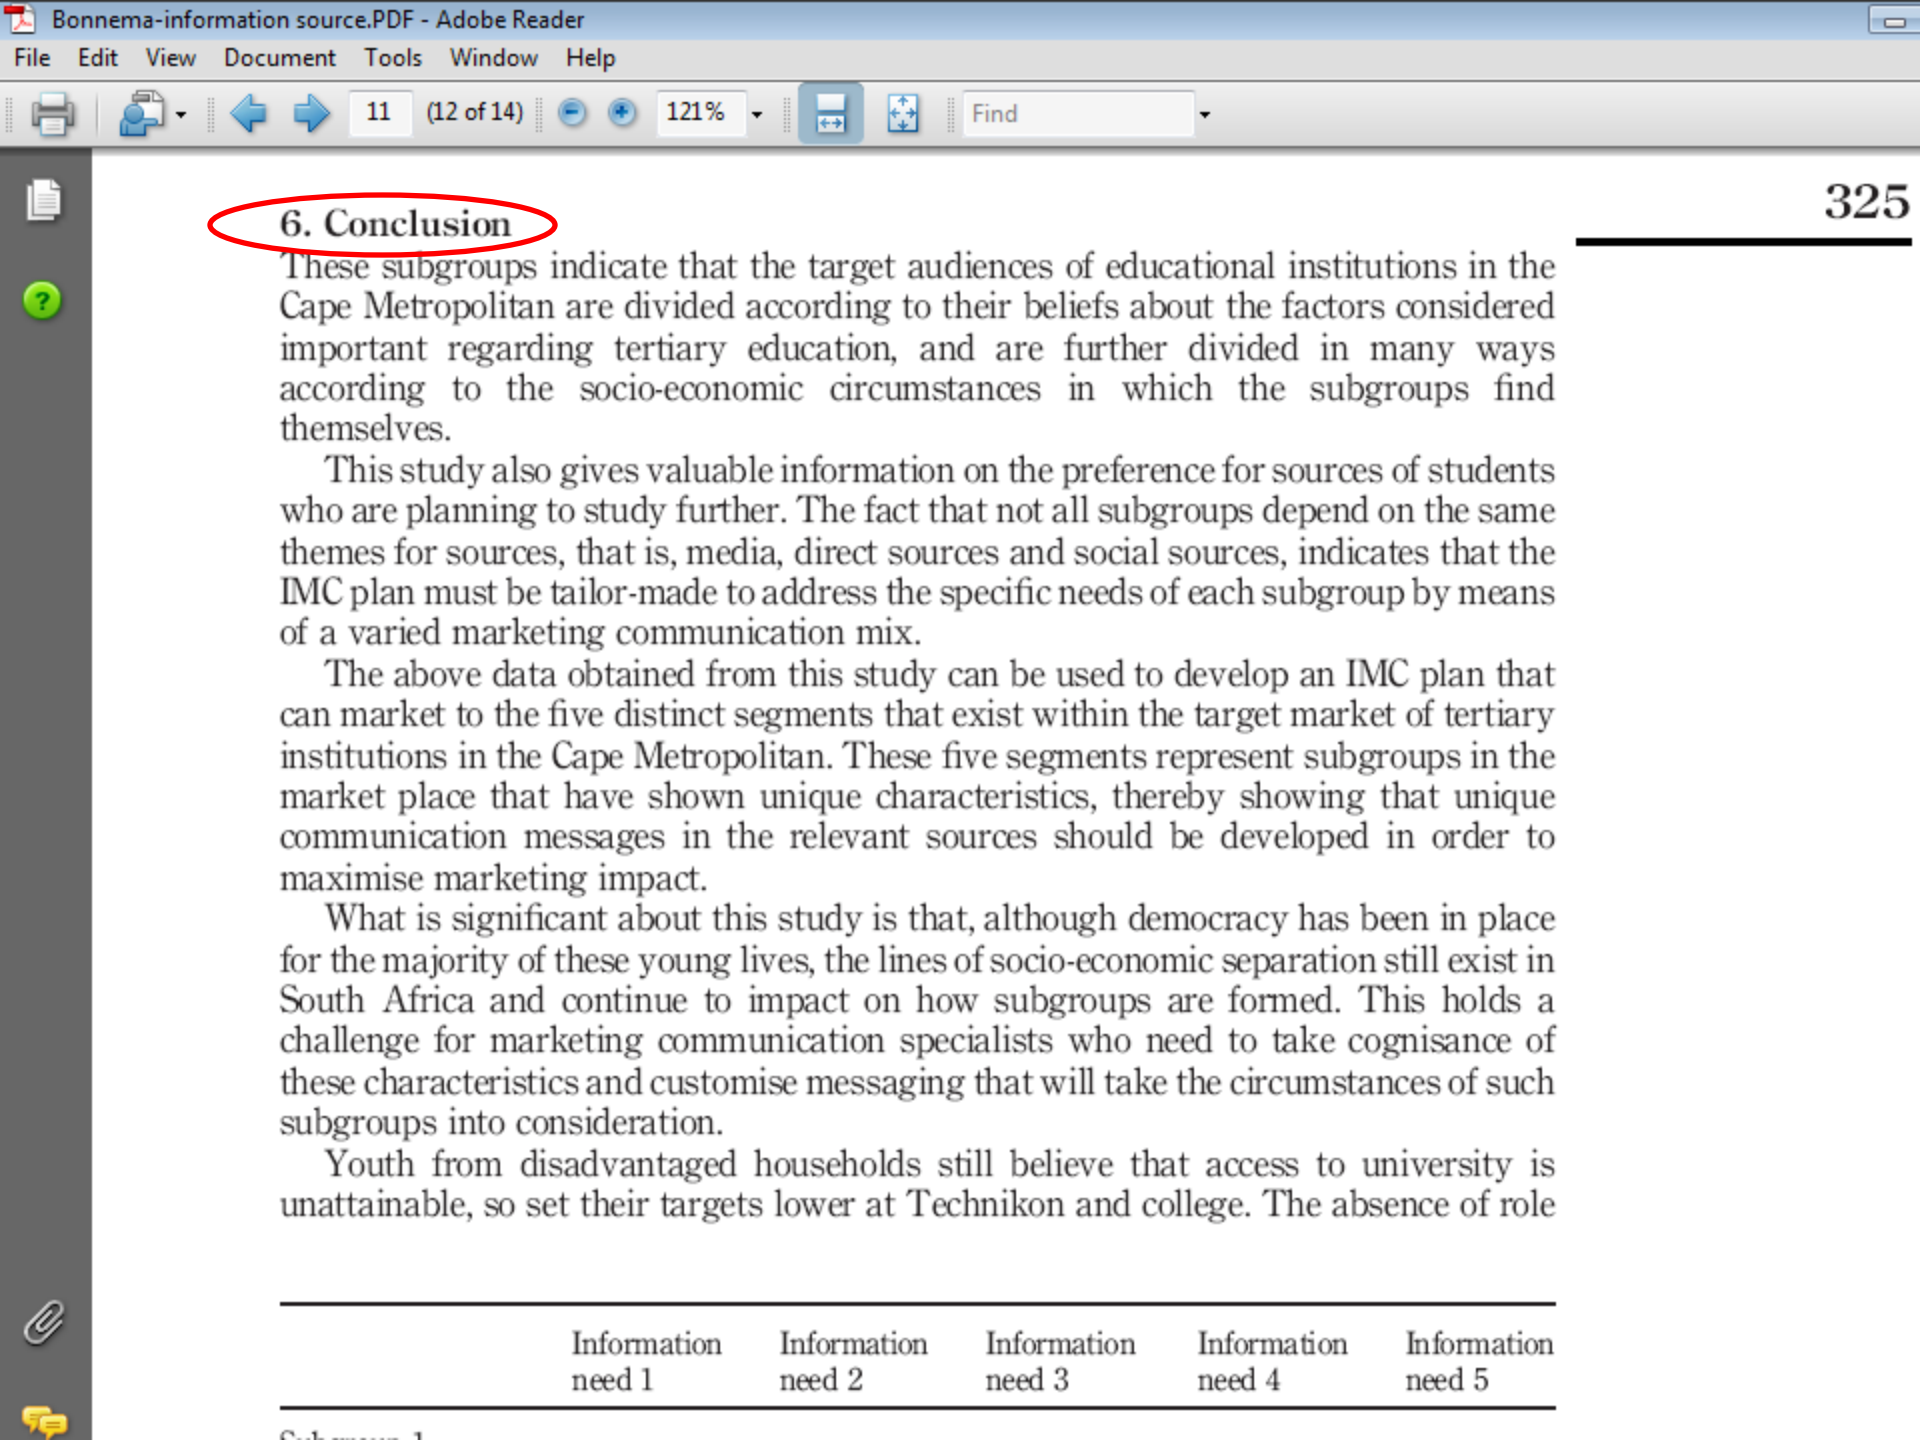 Bonnema-information source.PDF - Adobe Reader
File Edit View Document Tools Window Help
11 (12 of 14) 121% Find
325
6. Conclusion
These subgroups indicate that the target audiences of educational institutions in the
Cape Metropolitan are divided according to their beliefs about the factors considered
important regarding tertiary education, and are further divided in many ways
according to the socio-economic circumstances in which the subgroups find
themselves.
This study also gives valuable information on the preference for sources of students
who are planning to study further. The fact that not all subgroups depend on the same
themes for sources, that is, media, direct sources and social sources, indicates that the
IMC plan must be tailor-made to address the specific needs of each subgroup by means
of a varied marketing communication mix.
The above data obtained from this study can be used to develop an IMC plan that
can market to the five distinct segments that exist within the target market of tertiary
institutions in the Cape Metropolitan. These five segments represent subgroups in the
market place that have shown unique characteristics, thereby showing that unique
communication messages in the relevant sources should be developed in order to
maximise marketing impact.
What is significant about this study is that, although democracy has been in place
for the majority of these young lives, the lines of socio-economic separation still exist in
South Africa and continue to impact on how subgroups are formed. This holds a
challenge for marketing communication specialists who need to take cognisance of
these characteristics and customise messaging that will take the circumstances of such
subgroups into consideration.
Youth from disadvantaged households still believe that access to university is
unattainable, so set their targets lower at Technikon and college. The absence of role
Information Information Information Information Information
need 1 need 2 need 3 need 4 need 5
Subgroup 1